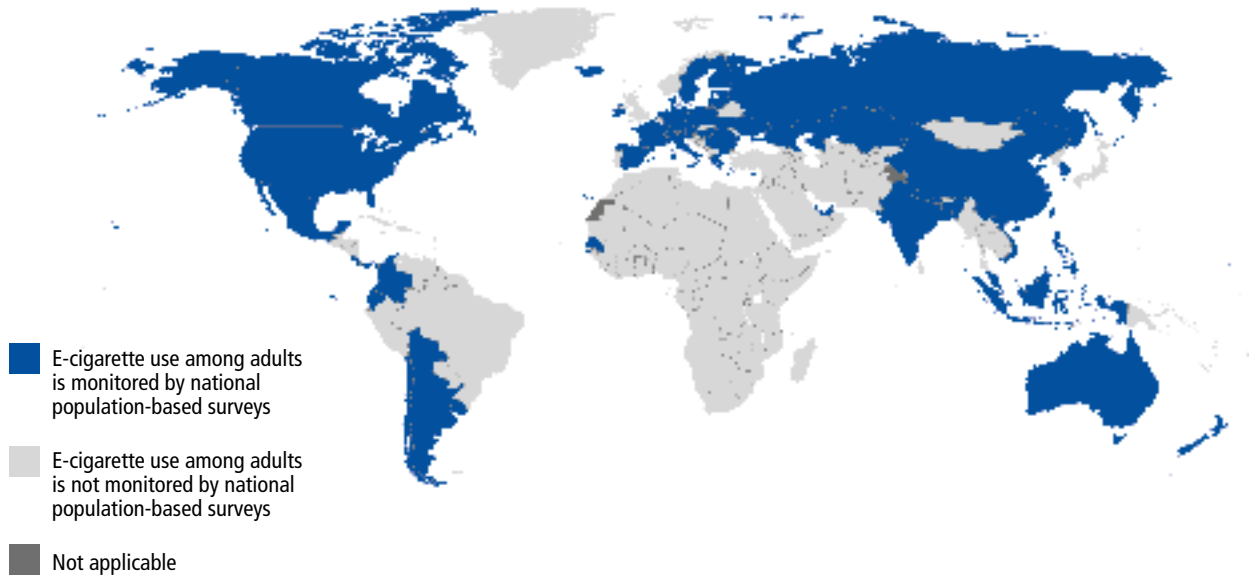 E-cigarette use among adults
is monitored by national
population-based surveys
E-cigarette use among adults
is not monitored by national
population-based surveys
Not applicable